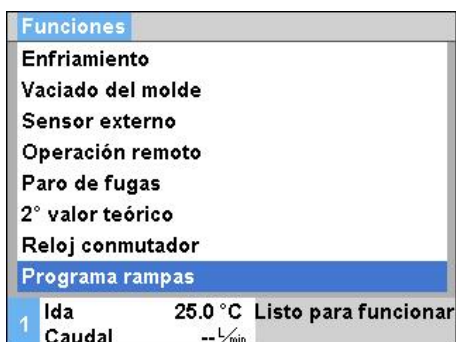 Funciones
Enfriamiento
Vaciado del molde
Sensor externo
Operación remoto
Paro de fugas
2° valor teórico
Reloj conmutador
Programa rampas
1 Ida 25.0 °C Listo para funcionar
Caudal -- L/min